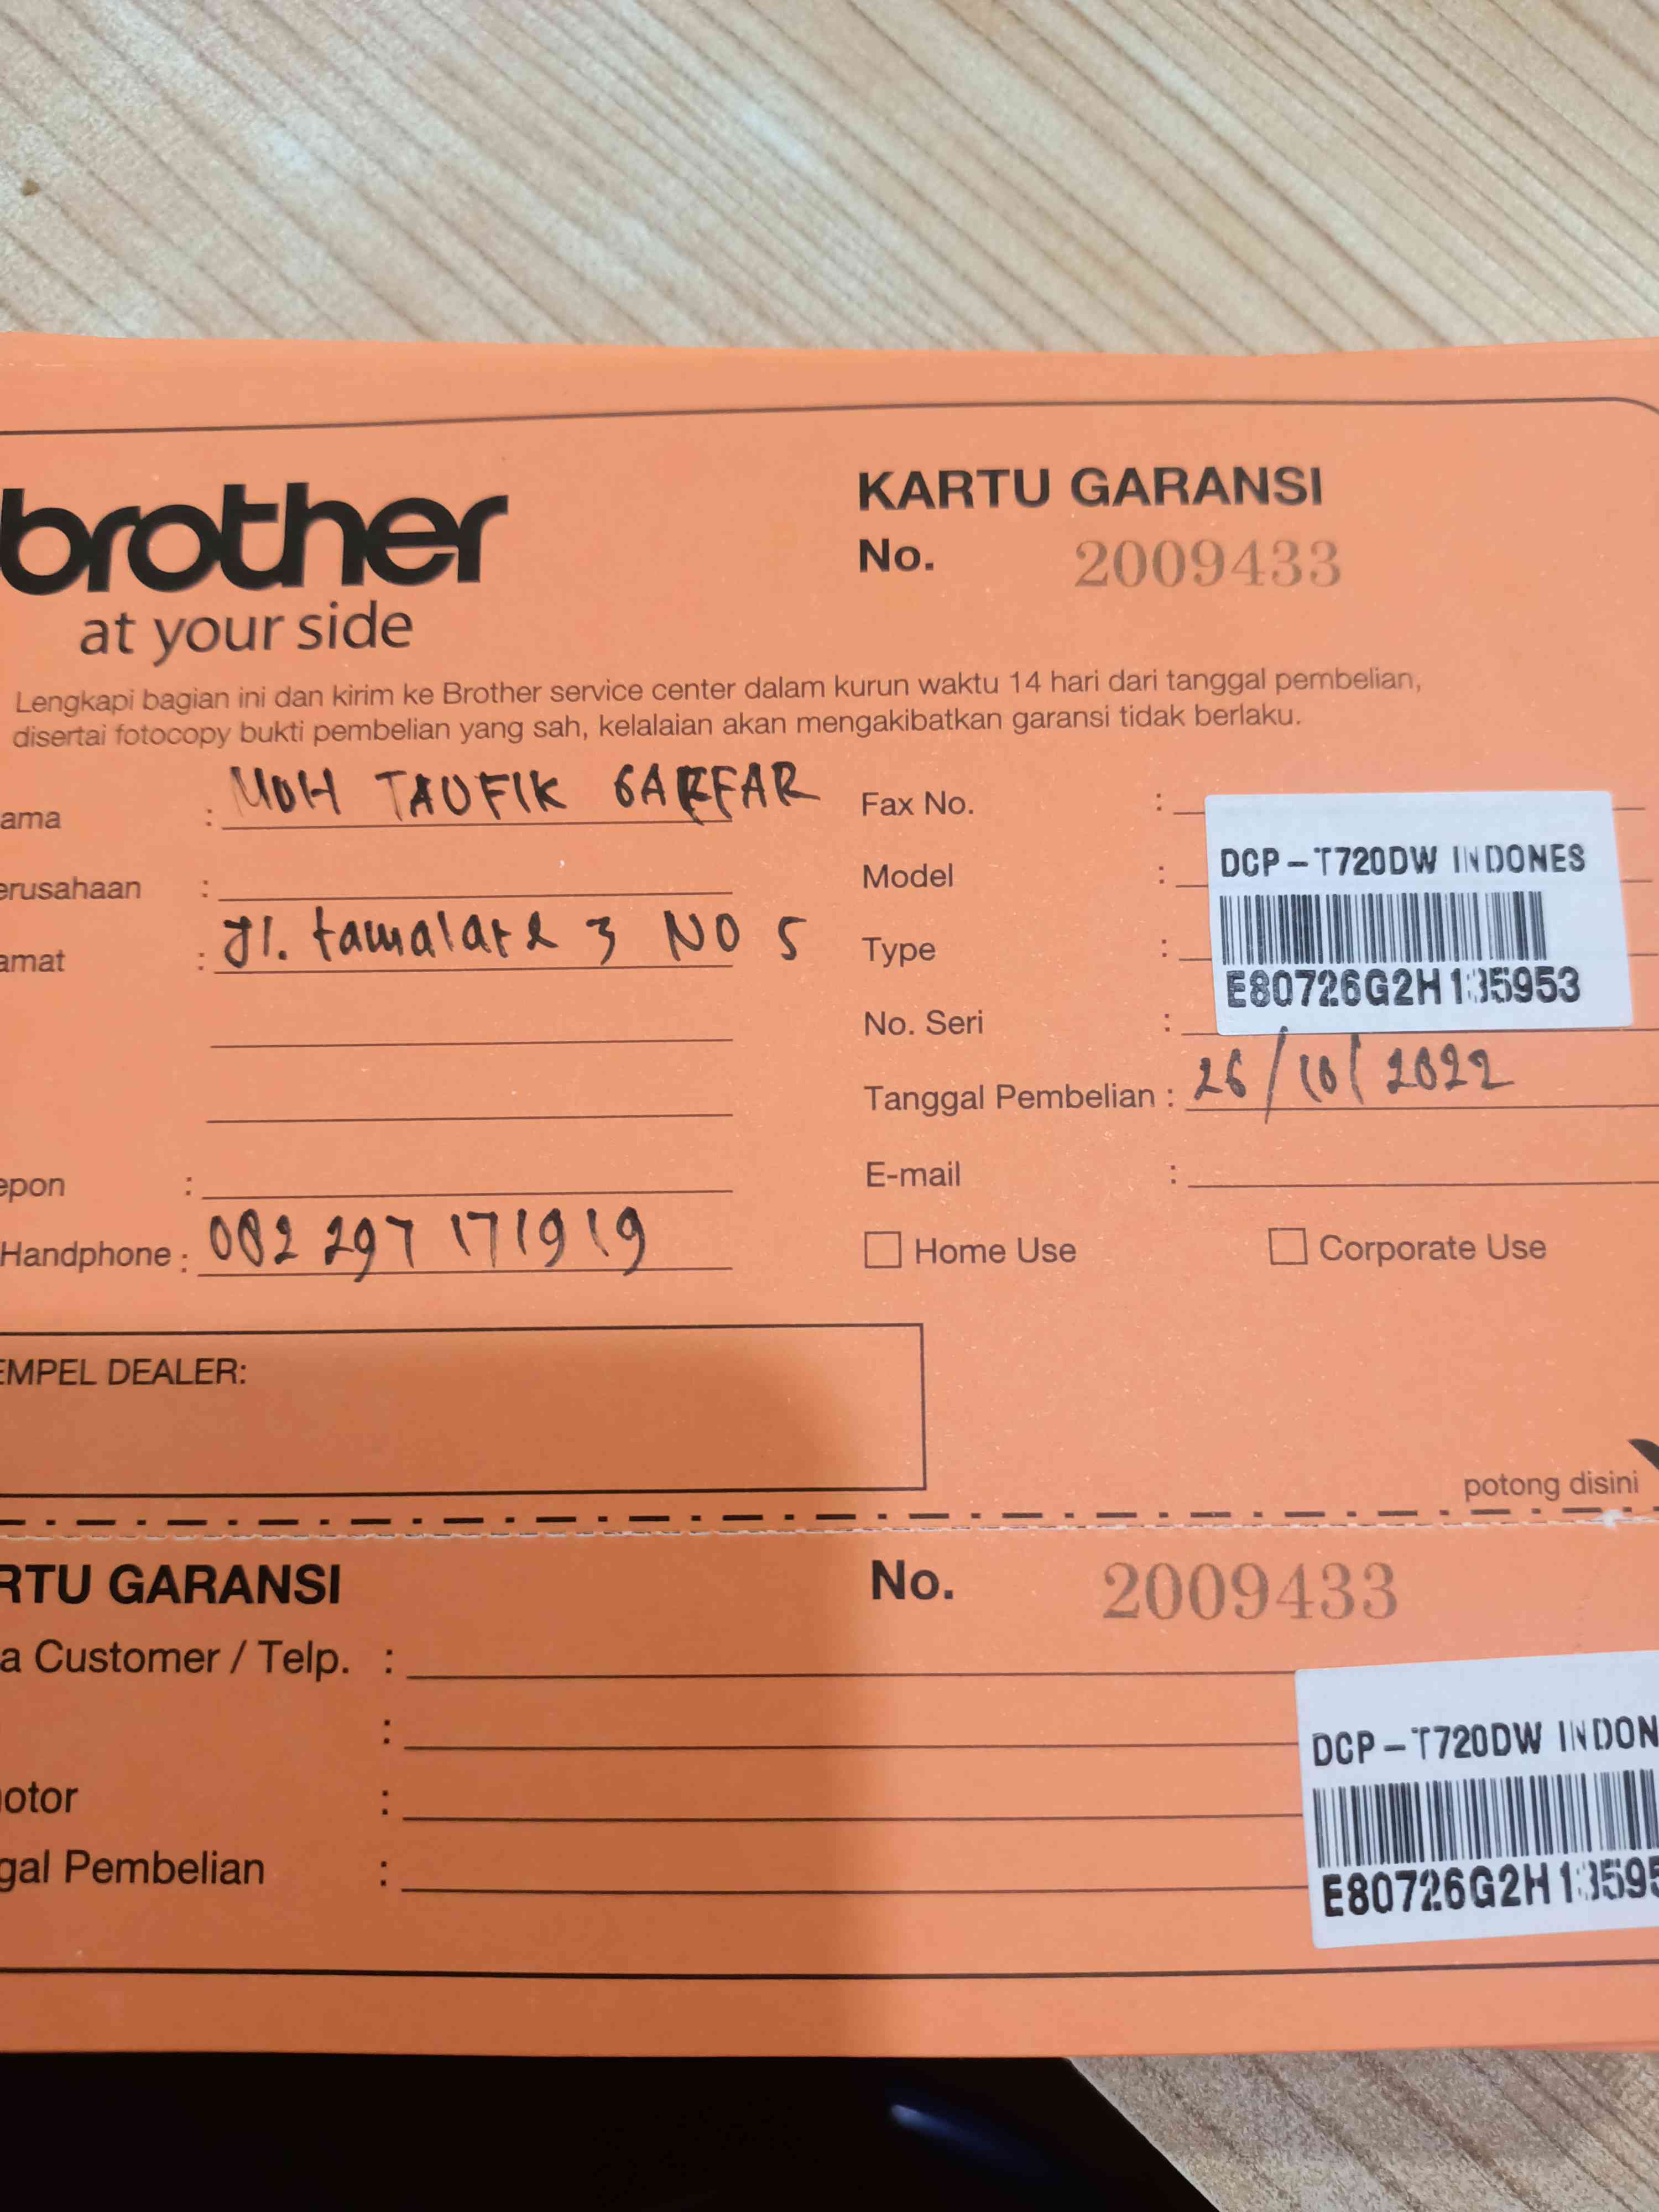 brother
at your side
KARTU GARANSI
No. 2009433
Lengkapi bagian ini dan kirim ke Brother service center dalam kurun waktu 14 hari dari tanggal pembelian,
disertai fotocopy bukti pembelian yang sah, kelalaian akan mengakibatkan garansi tidak berlaku.
ama : MOH TAUFIK GAFFAR
erusahaan :
amat : Jl. tamalate 3 NO 5
epon :
Handphone : 082 297 171919
Fax No. :
Model :
Type :
No. Seri :
DCP-T720DW INDONES
E80726G2H135953
Tanggal Pembelian : 26/10/2022
E-mail :
Home Use Corporate Use
EMPEL DEALER:
potong disini
RTU GARANSI No. 2009433
a Customer / Telp. :
:
otor :
gal Pembelian :
DCP-T720DW INDON
E80726G2H13595